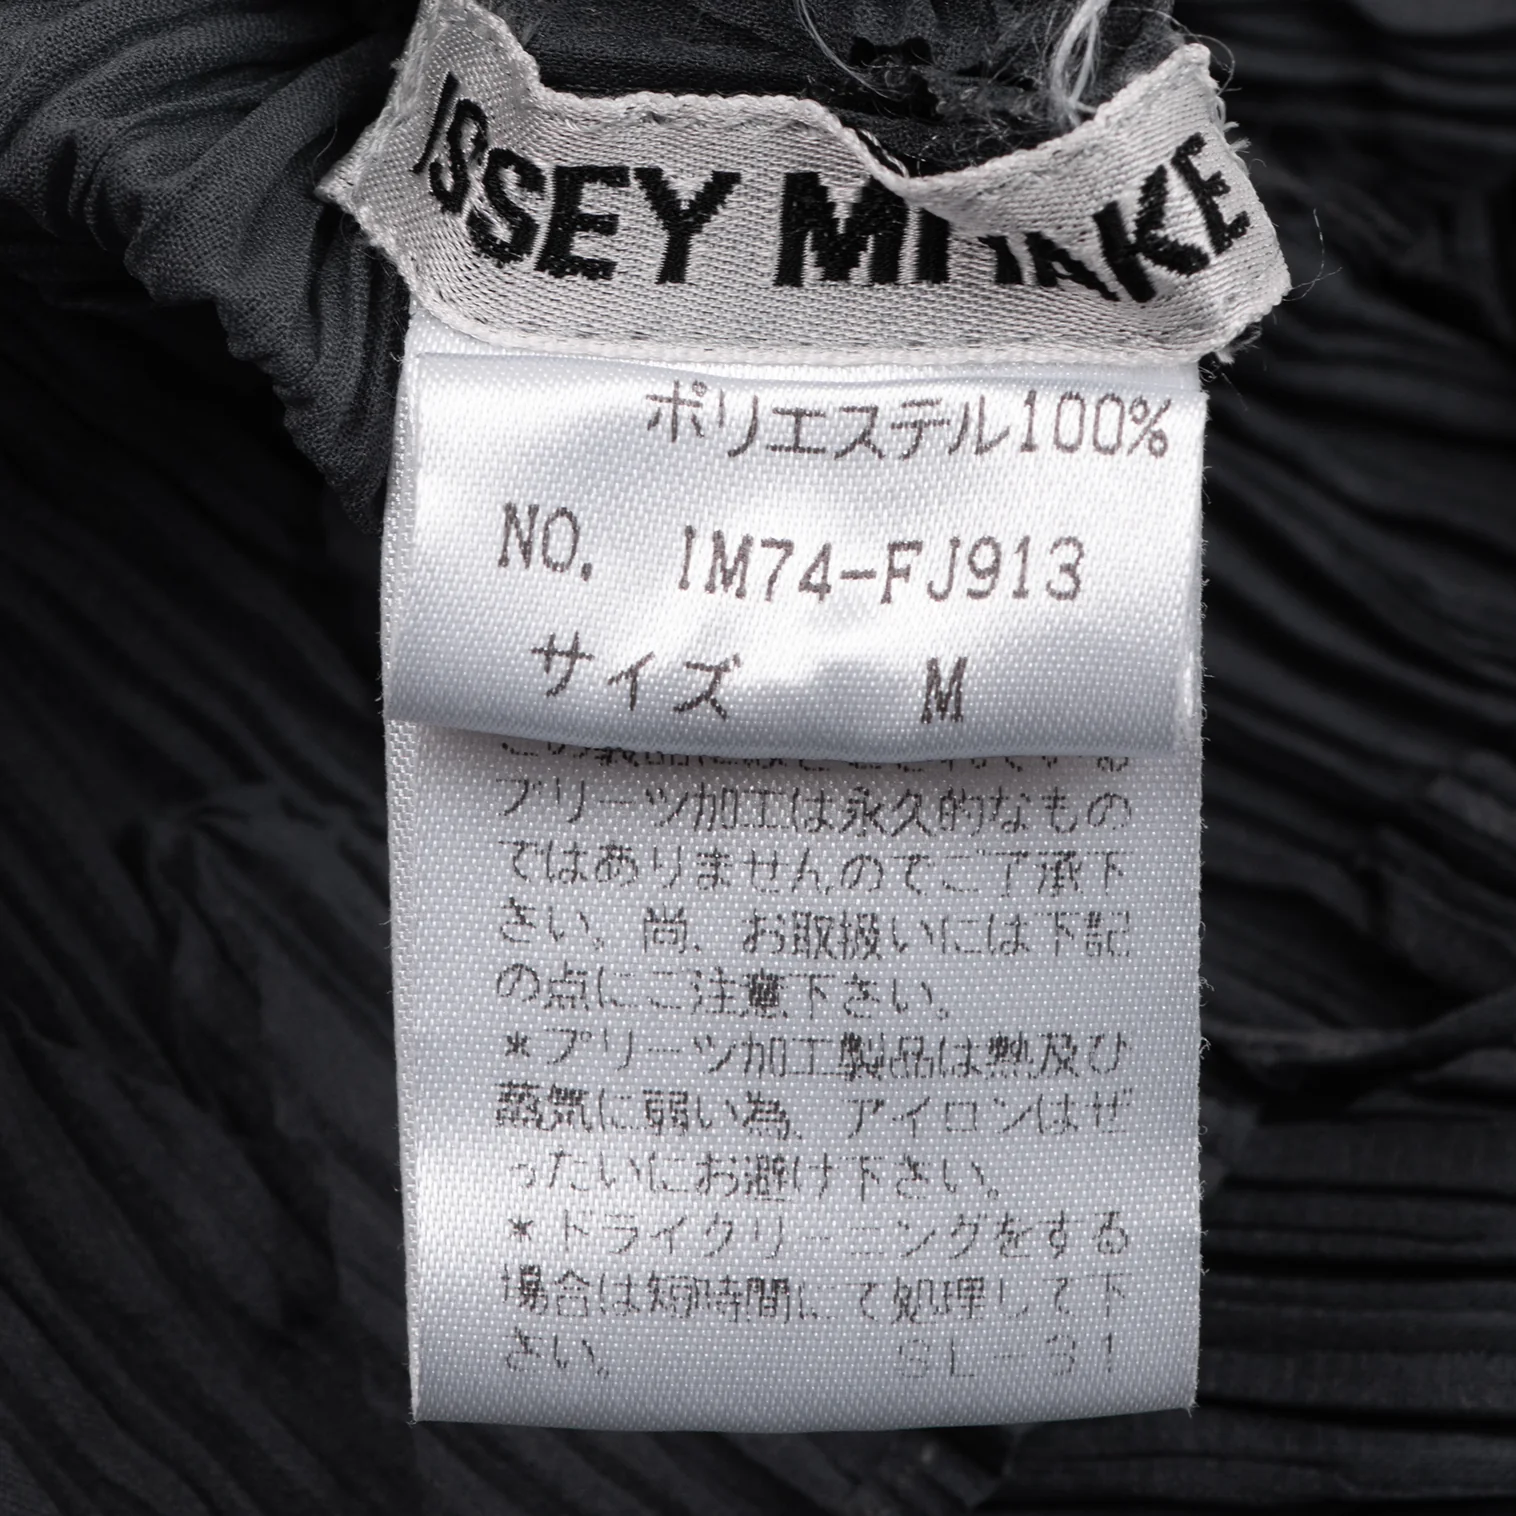 ISSEY MIYAKE
ポリエステル100%
NO. IM74-FJ913
サイズ M
プリーツ加工は永久的なもの
ではありませんのでご了承下
さい。尚、お取扱いには下記
の点にご注意下さい。
*プリーツ加工製品は熱及び
蒸気に弱い為、アイロンはぜ
ったいにお避け下さい。
*ドライクリーニングをする
場合は短時間にて処理して下
さい。 SL-31